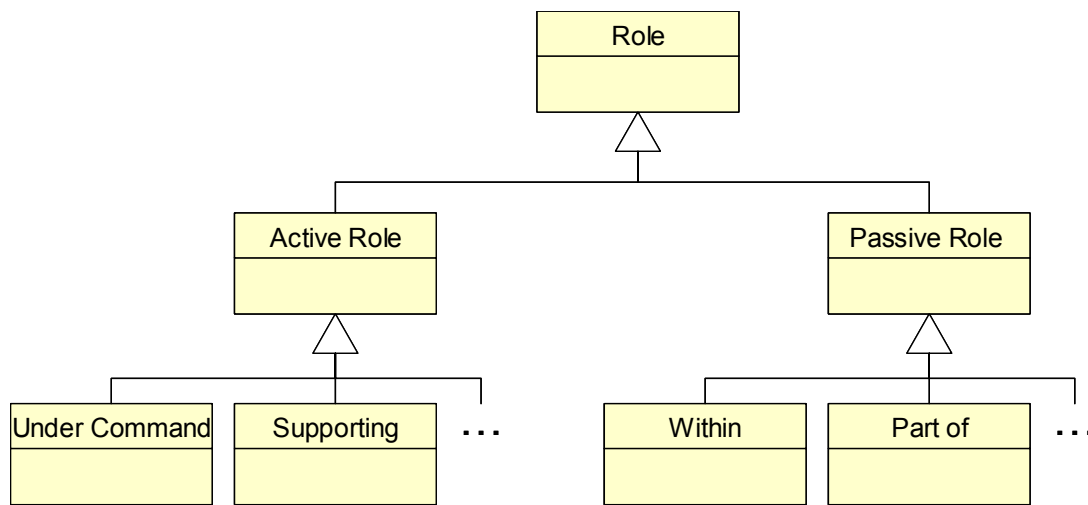 Role
Active Role
Passive Role
Under Command
Supporting
...
Within
Part of
...